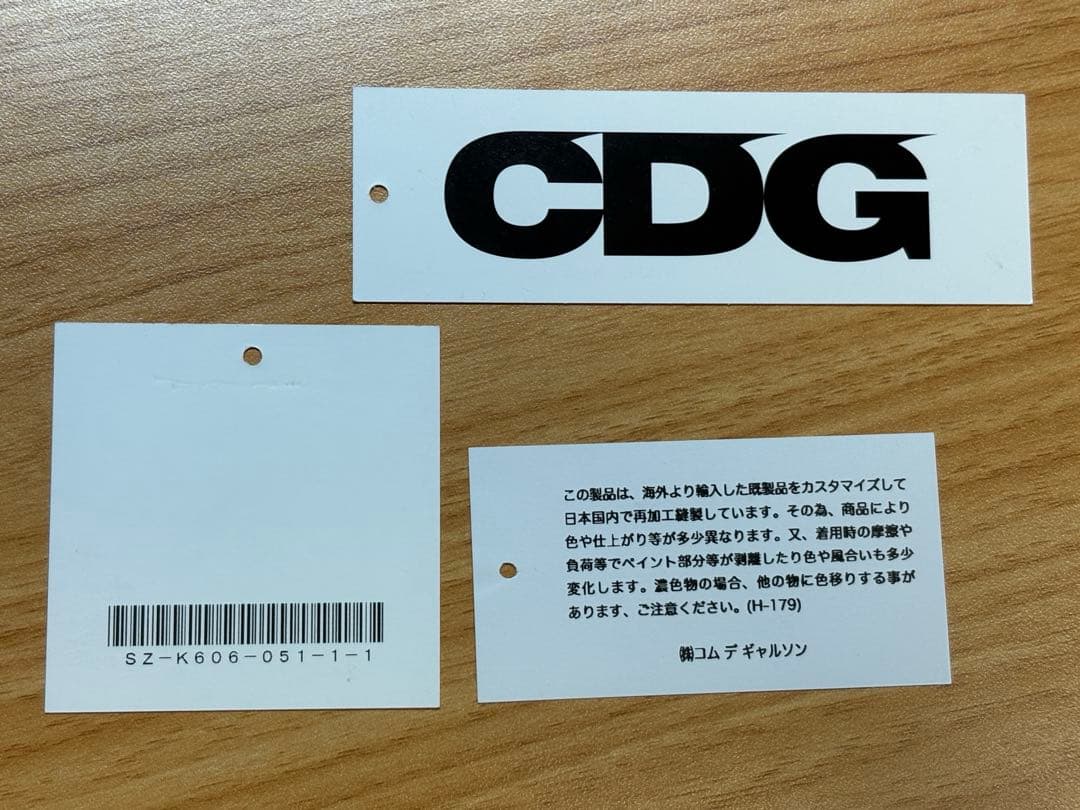 CDG
SZ-K606-051-1-1
この製品は、海外より輸入した既製品をカスタマイズして
日本国内で再加工縫製しています。その為、商品により
色や仕上がり等が多少異なります。又、着用時の摩擦や
負荷等でペイント部分等が剥離したり色や風合いも多少
変化します。濃色物の場合、他の物に色移りする事が
あります、ご注意ください。(H-179)
㈱コム デ ギャルソン